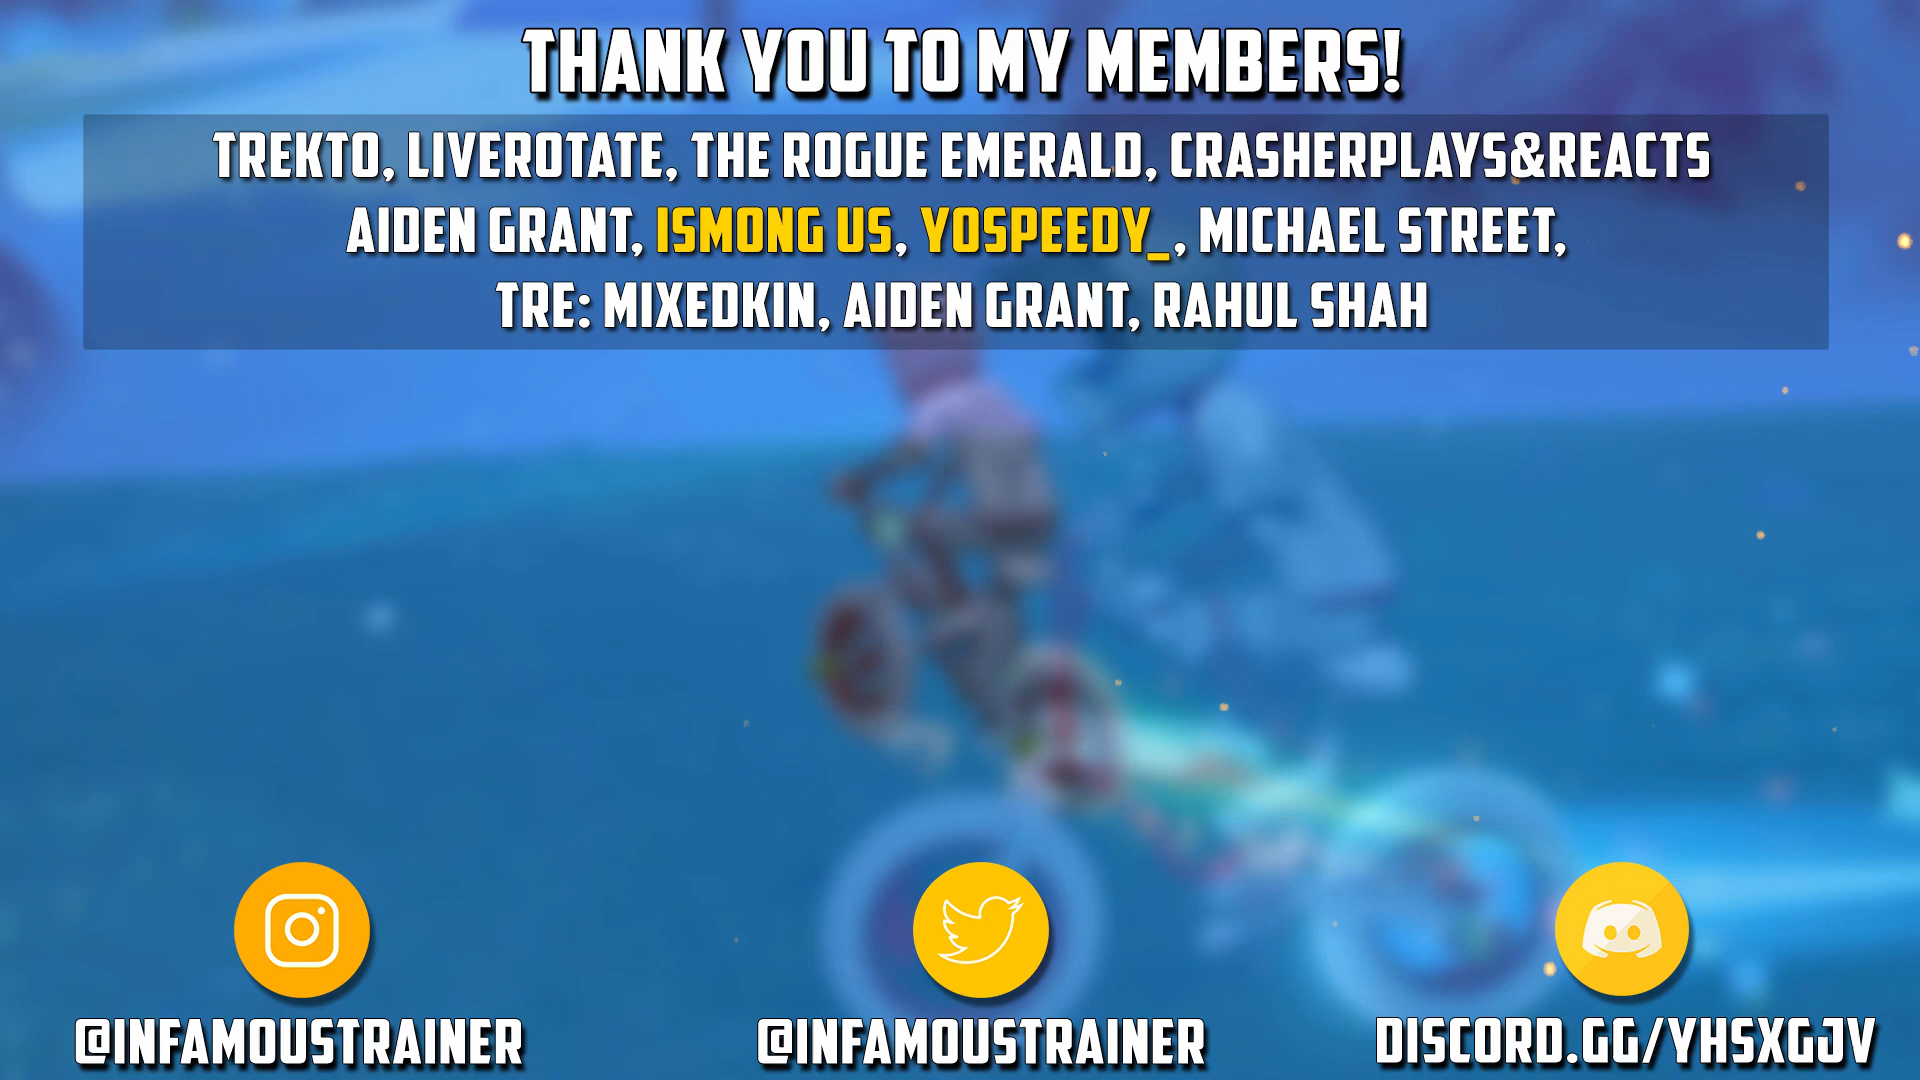 THANK YOU TO MY MEMBERS!
TREKTO, LIVEROTATE, THE ROGUE EMERALD, CRASHERPLAYS&REACTS
AIDEN GRANT, ISMONG US, YOSPEEDY_, MICHAEL STREET,
TRE: MIXEDKIN, AIDEN GRANT, RAHUL SHAH
@INFAMOUSTRAINER
@INFAMOUSTRAINER
DISCORD.GG/YHSXGJV